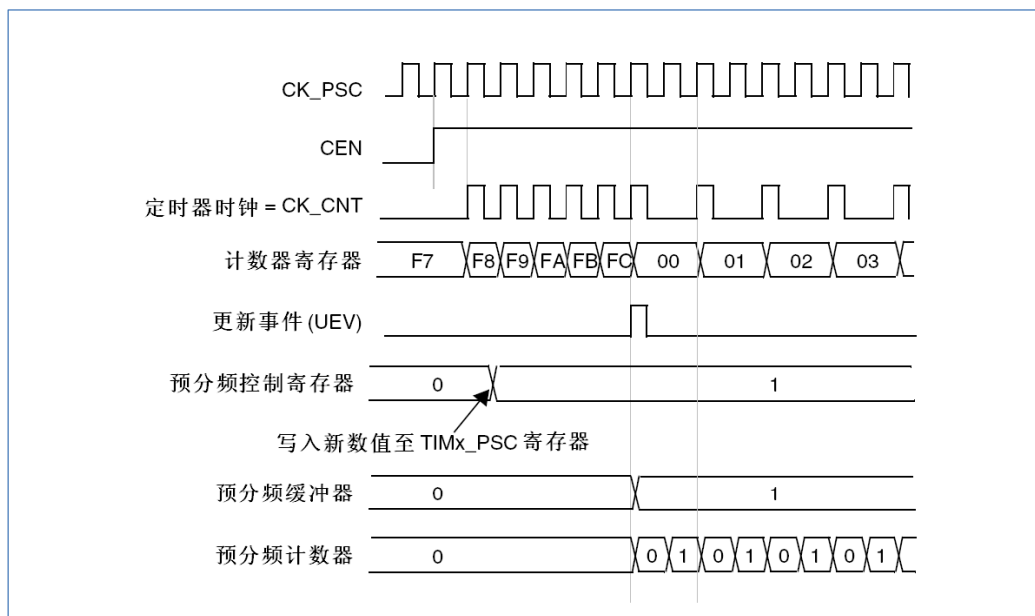 CK_PSC
CEN
定时器时钟 = CK_CNT
计数器寄存器 F7 F8 F9 FA FB FC 00 01 02 03
更新事件 (UEV)
预分频控制寄存器 0 1
写入新数值至 TIMx_PSC 寄存器
预分频缓冲器 0 1
预分频计数器 0 0 1 0 1 0 1 0 1